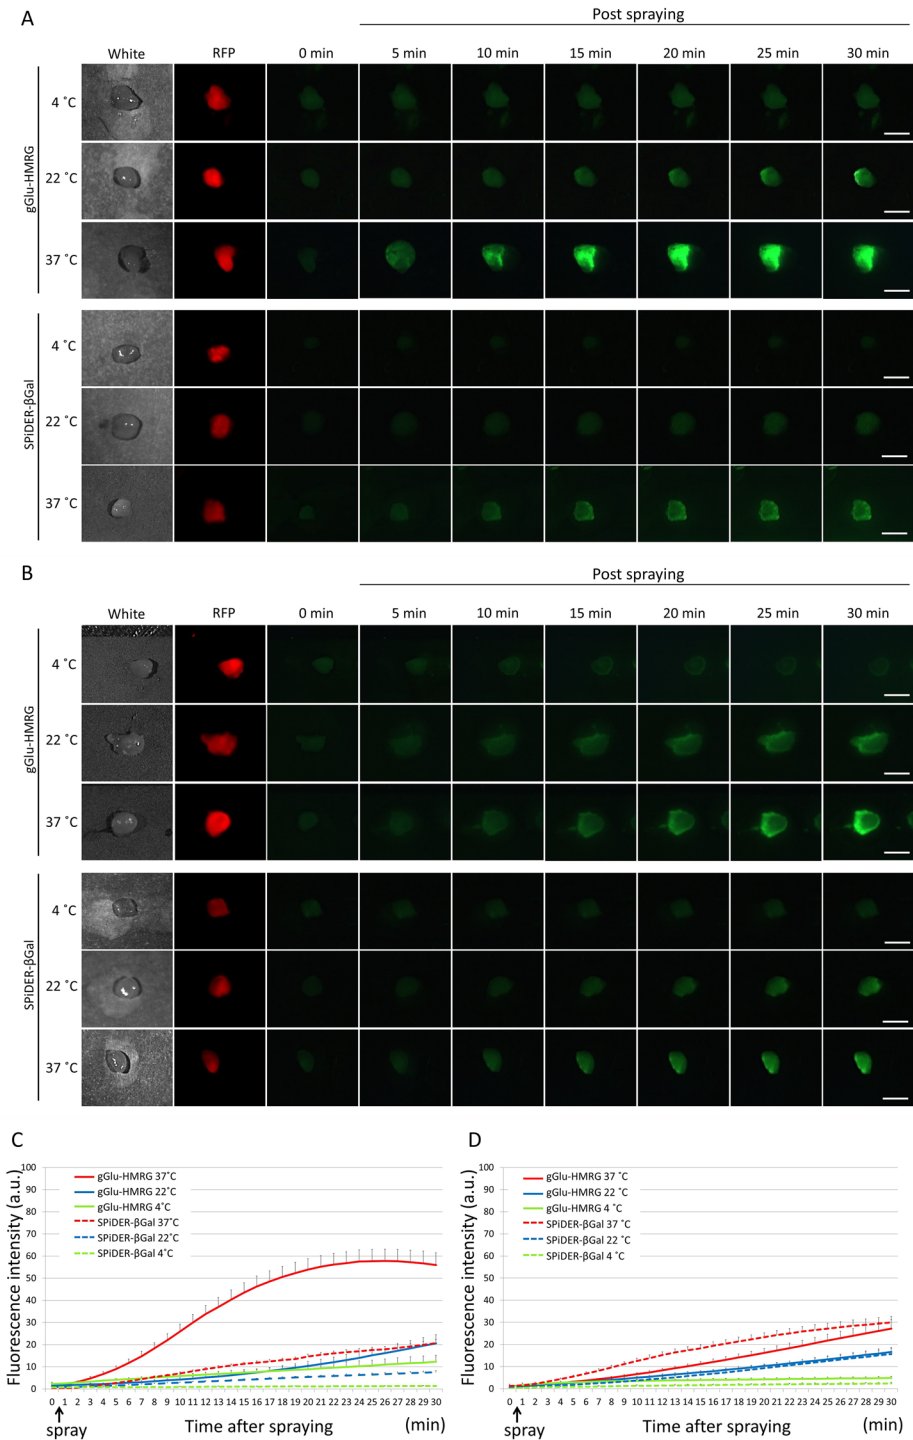 A
Post spraying
White RFP 0 min 5 min 10 min 15 min 20 min 25 min 30 min
gGlu-HMRG
4 ˚C
22 ˚C
37 ˚C
SPiDER-βGal
4 ˚C
22 ˚C
37 ˚C
B
Post spraying
White RFP 0 min 5 min 10 min 15 min 20 min 25 min 30 min
gGlu-HMRG
4 ˚C
22 ˚C
37 ˚C
SPiDER-βGal
4 ˚C
22 ˚C
37 ˚C
C
Fluorescence intensity (a.u.)
100
90
80
70
60
50
40
30
20
10
0
gGlu-HMRG 37˚C
gGlu-HMRG 22˚C
gGlu-HMRG 4˚C
SPiDER-βGal 37˚C
SPiDER-βGal 22˚C
SPiDER-βGal 4˚C
0 1 2 3 4 5 6 7 8 9 10 11 12 13 14 15 16 17 18 19 20 21 22 23 24 25 26 27 28 29 30
spray
Time after spraying (min)
D
Fluorescence intensity (a.u.)
100
90
80
70
60
50
40
30
20
10
0
gGlu-HMRG 37 ˚C
gGlu-HMRG 22 ˚C
gGlu-HMRG 4 ˚C
SPiDER-βGal 37 ˚C
SPiDER-βGal 22 ˚C
SPiDER-βGal 4 ˚C
0 1 2 3 4 5 6 7 8 9 10 11 12 13 14 15 16 17 18 19 20 21 22 23 24 25 26 27 28 29 30
spray
Time after spraying (min)